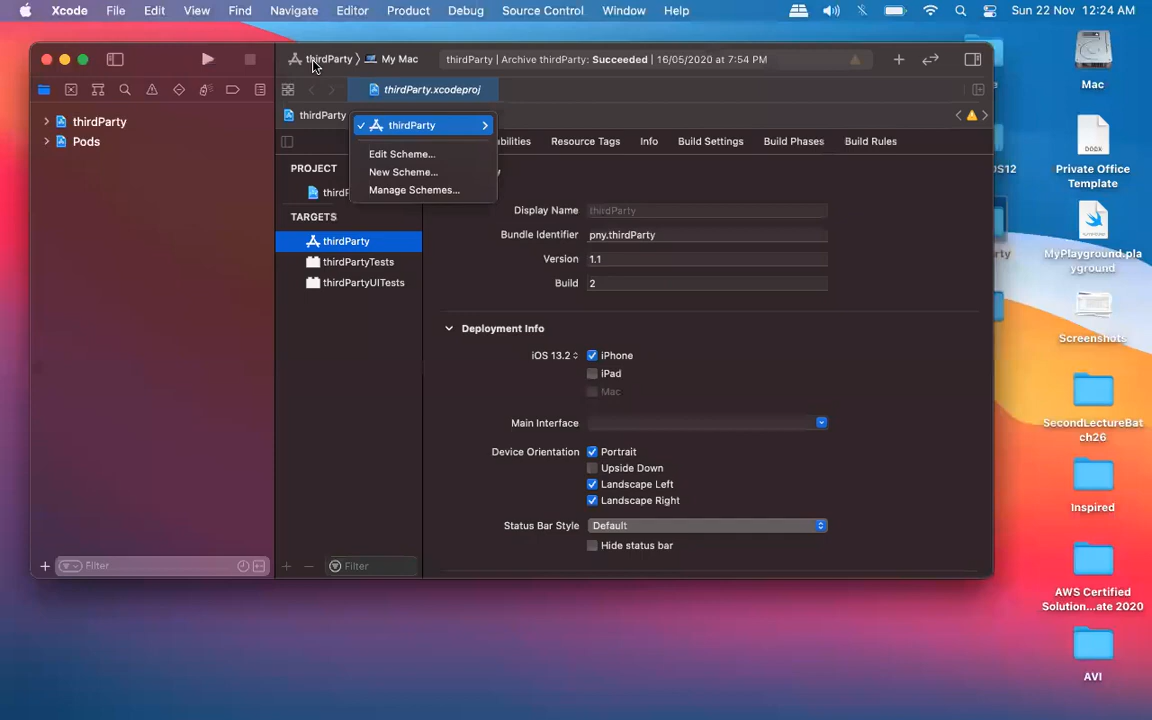 Xcode File Edit View Find Navigate Editor Product Debug Source Control Window Help Sun 22 Nov 12:24 AM
thirdParty 〉 My Mac
thirdParty | Archive thirdParty: Succeeded | 16/05/2020 at 7:54 PM
thirdParty.xcodeproj
thirdParty
Pods
thirdParty
thirdParty
Edit Scheme...
New Scheme...
Manage Schemes...
Resource Tags Info Build Settings Build Phases Build Rules
PROJECT
TARGETS
thirdParty
thirdPartyTests
thirdPartyUITests
Display Name thirdParty
Bundle Identifier pny.thirdParty
Version 1.1
Build 2
Deployment Info
iOS 13.2 iPhone
iPad
Mac
Main Interface
Device Orientation Portrait
Upside Down
Landscape Left
Landscape Right
Status Bar Style Default
Hide status bar
Filter
Filter
Mac
DOPX
Private Office
Template
MyPlayground.pla
yground
Screenshots
SecondLectureBat
ch26
Inspired
AWS Certified
Solution...ate 2020
AVI